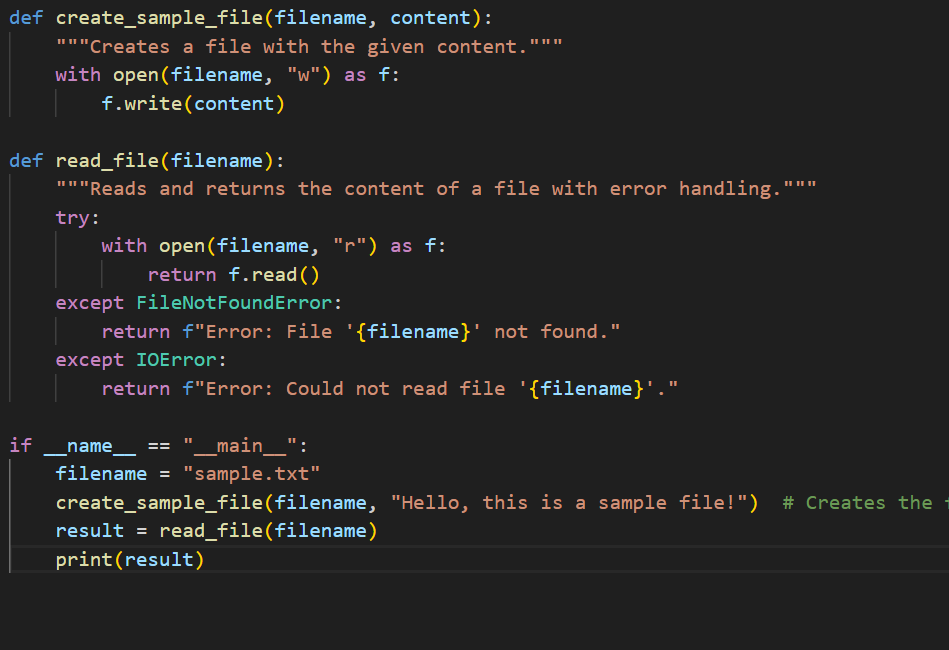 def create_sample_file(filename, content):
    """Creates a file with the given content."""
    with open(filename, "w") as f:
        f.write(content)

def read_file(filename):
    """Reads and returns the content of a file with error handling."""
    try:
        with open(filename, "r") as f:
            return f.read()
    except FileNotFoundError:
        return f"Error: File '{filename}' not found."
    except IOError:
        return f"Error: Could not read file '{filename}'."

if __name__ == "__main__":
    filename = "sample.txt"
    create_sample_file(filename, "Hello, this is a sample file!")  # Creates the
    result = read_file(filename)
    print(result)